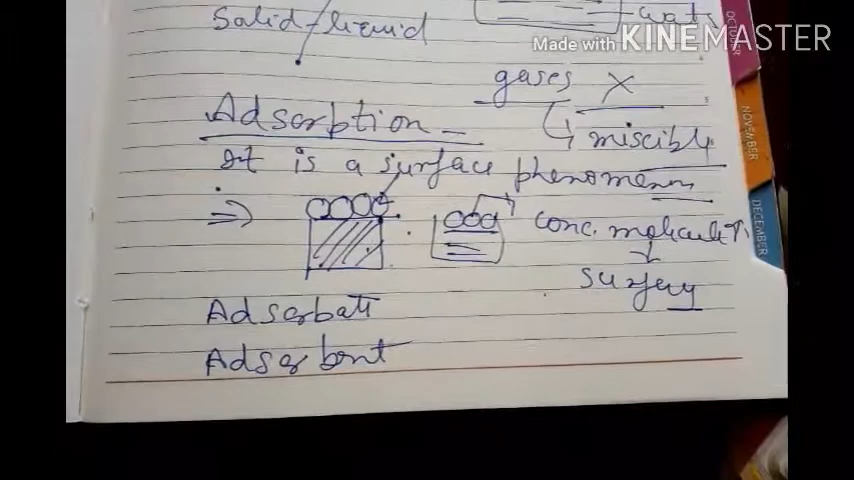 Solid/liquid
Made with KINEMASTER
gases X
Adsorption -
↳ miscible
It is a surface phenomenon
⇒ conc. molecules ↑
surface
Adsorbate
Adsorbent
OCTOBER
NOVEMBER
DECEMBER